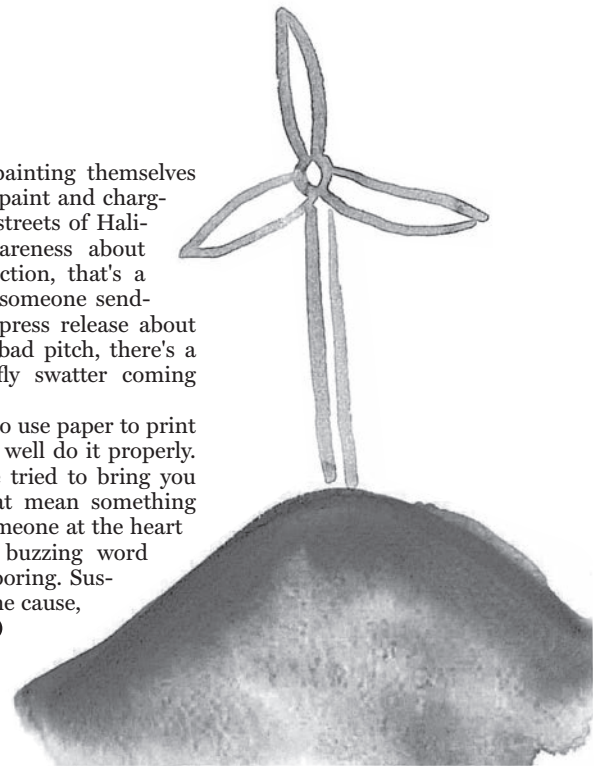 painting themselves
paint and charg-
streets of Hali-
areness about
ction, that's a
someone send-
press release about
bad pitch, there's a
fly swatter coming
o use paper to print
well do it properly.
e tried to bring you
at mean something
meone at the heart
buzzing word
boring. Sus-
ne cause,
)